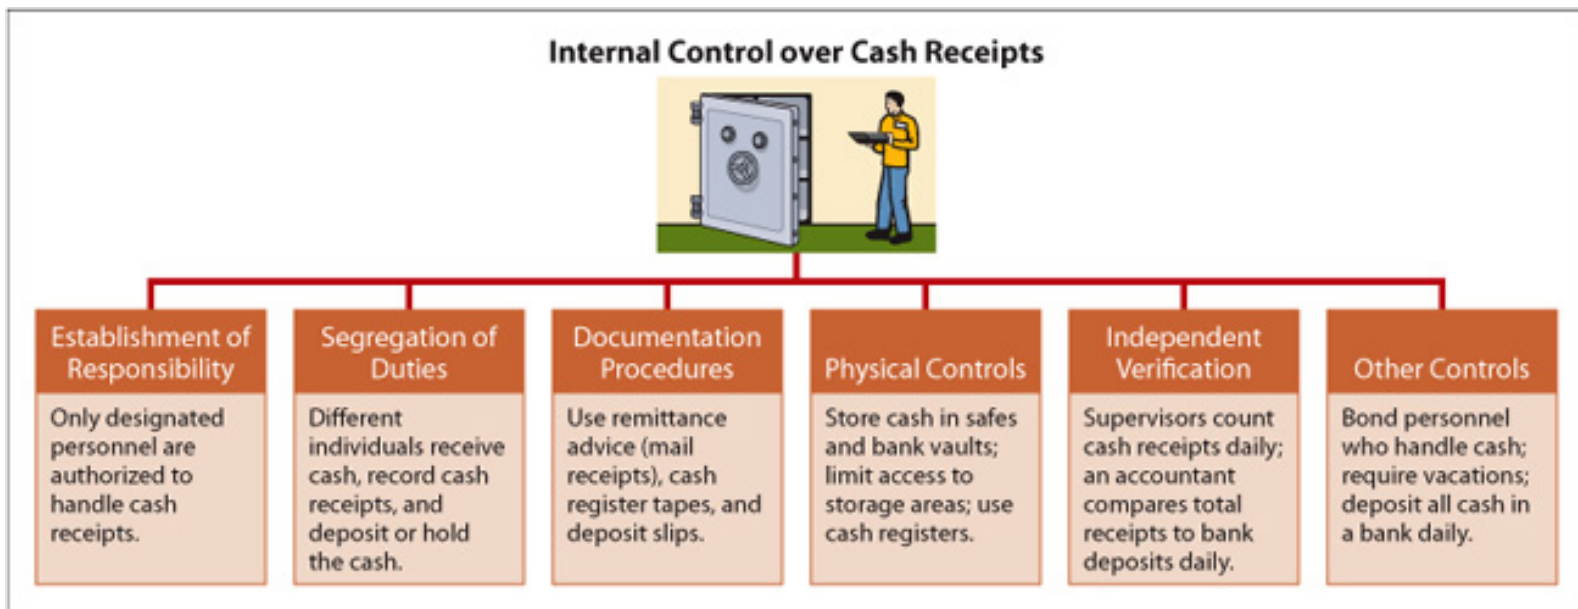 Internal Control over Cash Receipts
Establishment of
Responsibility
Only designated
personnel are
authorized to
handle cash
receipts.
Segregation of
Duties
Different
individuals receive
cash, record cash
receipts, and
deposit or hold
the cash.
Documentation
Procedures
Use remittance
advice (mail
receipts), cash
register tapes, and
deposit slips.
Physical Controls
Store cash in safes
and bank vaults;
limit access to
storage areas; use
cash registers.
Independent
Verification
Supervisors count
cash receipts daily;
an accountant
compares total
receipts to bank
deposits daily.
Other Controls
Bond personnel
who handle cash;
require vacations;
deposit all cash in
a bank daily.